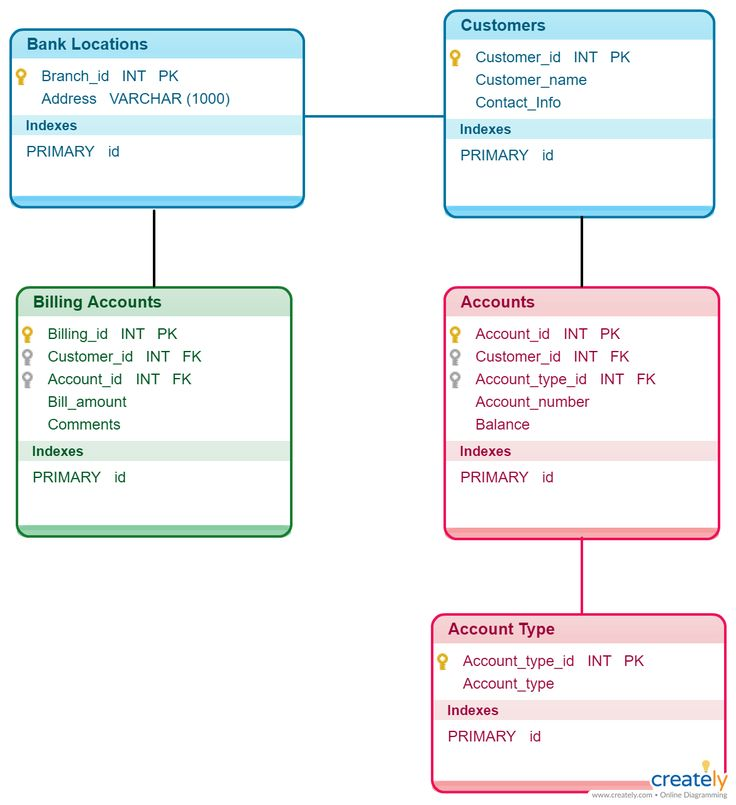 Bank Locations
Branch_id INT PK
Address VARCHAR (1000)
Indexes
PRIMARY id
Customers
Customer_id INT PK
Customer_name
Contact_Info
Indexes
PRIMARY id
Billing Accounts
Billing_id INT PK
Customer_id INT FK
Account_id INT FK
Bill_amount
Comments
Indexes
PRIMARY id
Accounts
Account_id INT PK
Customer_id INT FK
Account_type_id INT FK
Account_number
Balance
Indexes
PRIMARY id
Account Type
Account_type_id INT PK
Account_type
Indexes
PRIMARY id
creately
www.creately.com • Online Diagramming